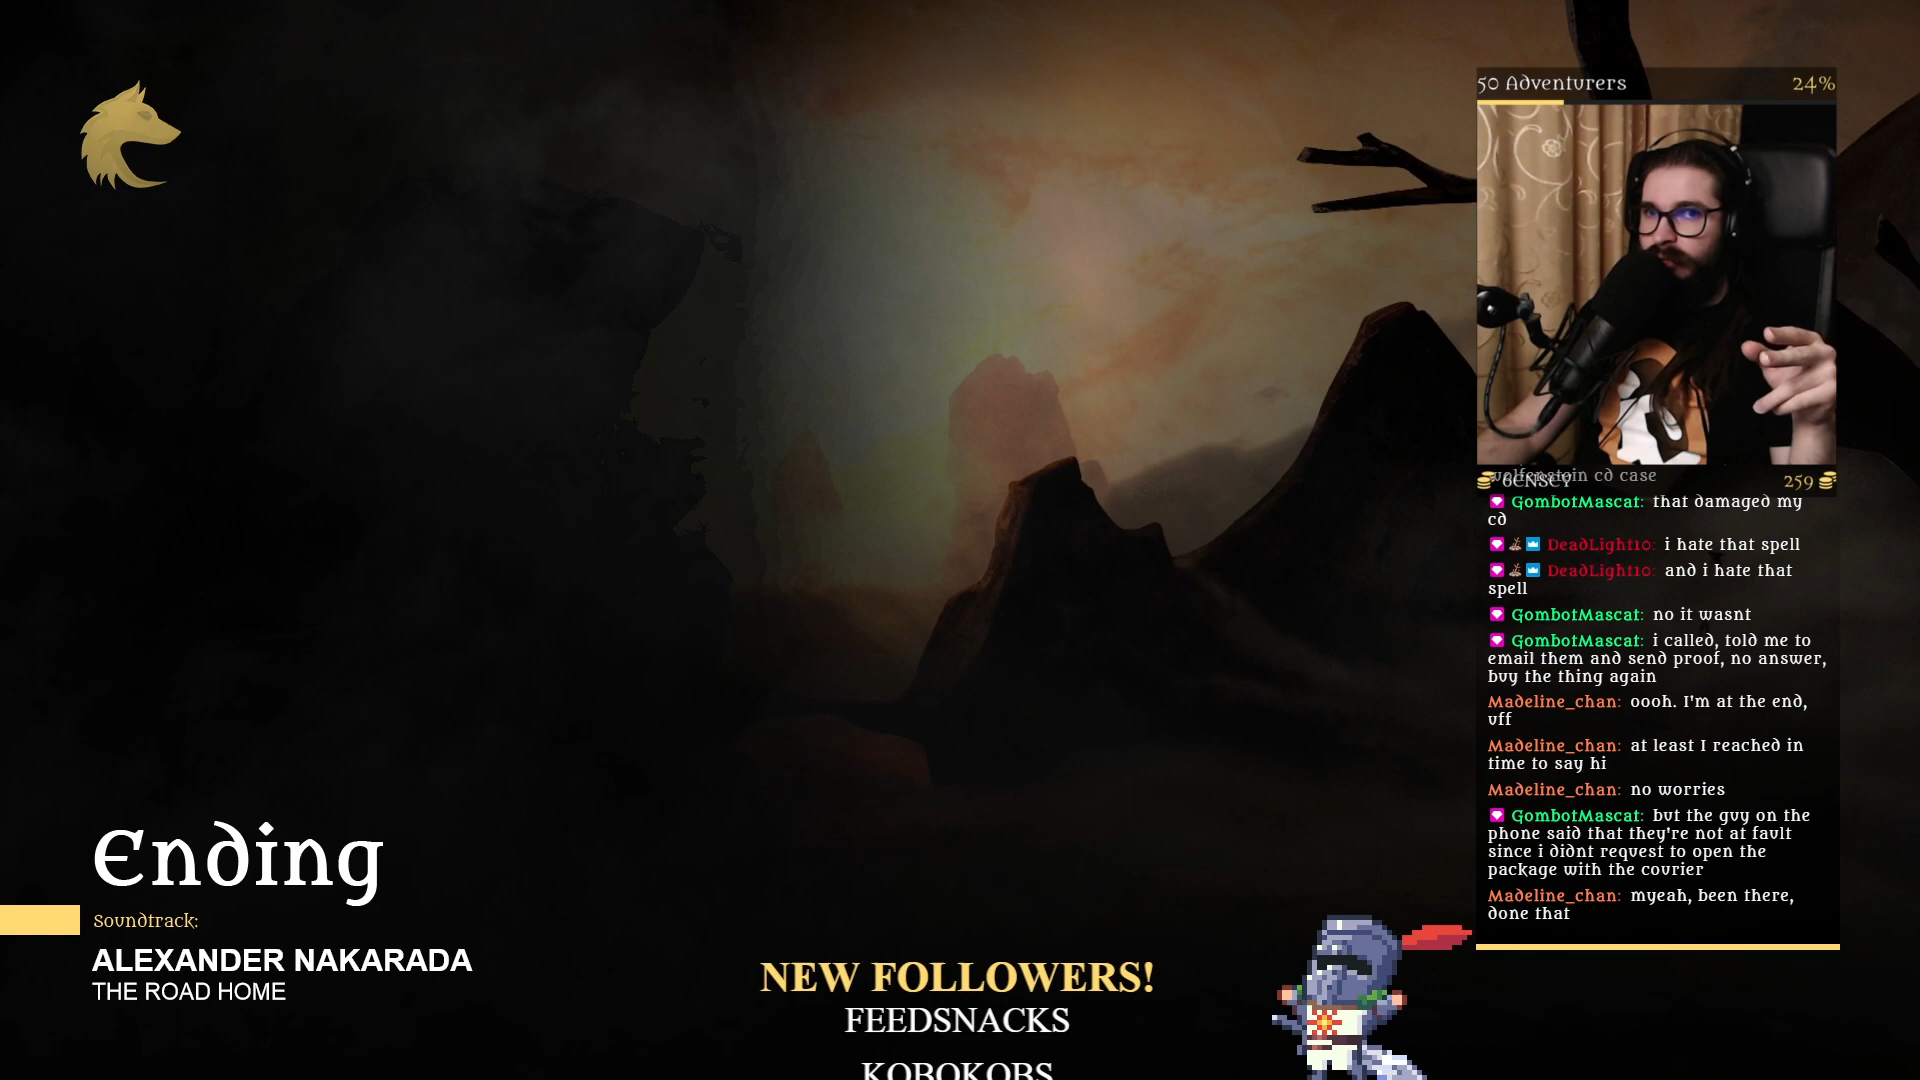 50 Adventurers 24%
wolfenstein cd case
6CNSCY 259
GombotMascat: that damaged my
cd
DeadLight10: i hate that spell
DeadLight10: and i hate that
spell
GombotMascat: no it wasnt
GombotMascat: i called, told me to
email them and send proof, no answer,
buy the thing again
Madeline_chan: oooh. I'm at the end,
uff
Madeline_chan: at least I reached in
time to say hi
Madeline_chan: no worries
GombotMascat: but the guy on the
phone said that they're not at fault
since i didnt request to open the
package with the courier
Madeline_chan: myeah, been there,
done that
Ending
Soundtrack:
ALEXANDER NAKARADA
THE ROAD HOME
NEW FOLLOWERS!
FEEDSNACKS
KOBOKOBS